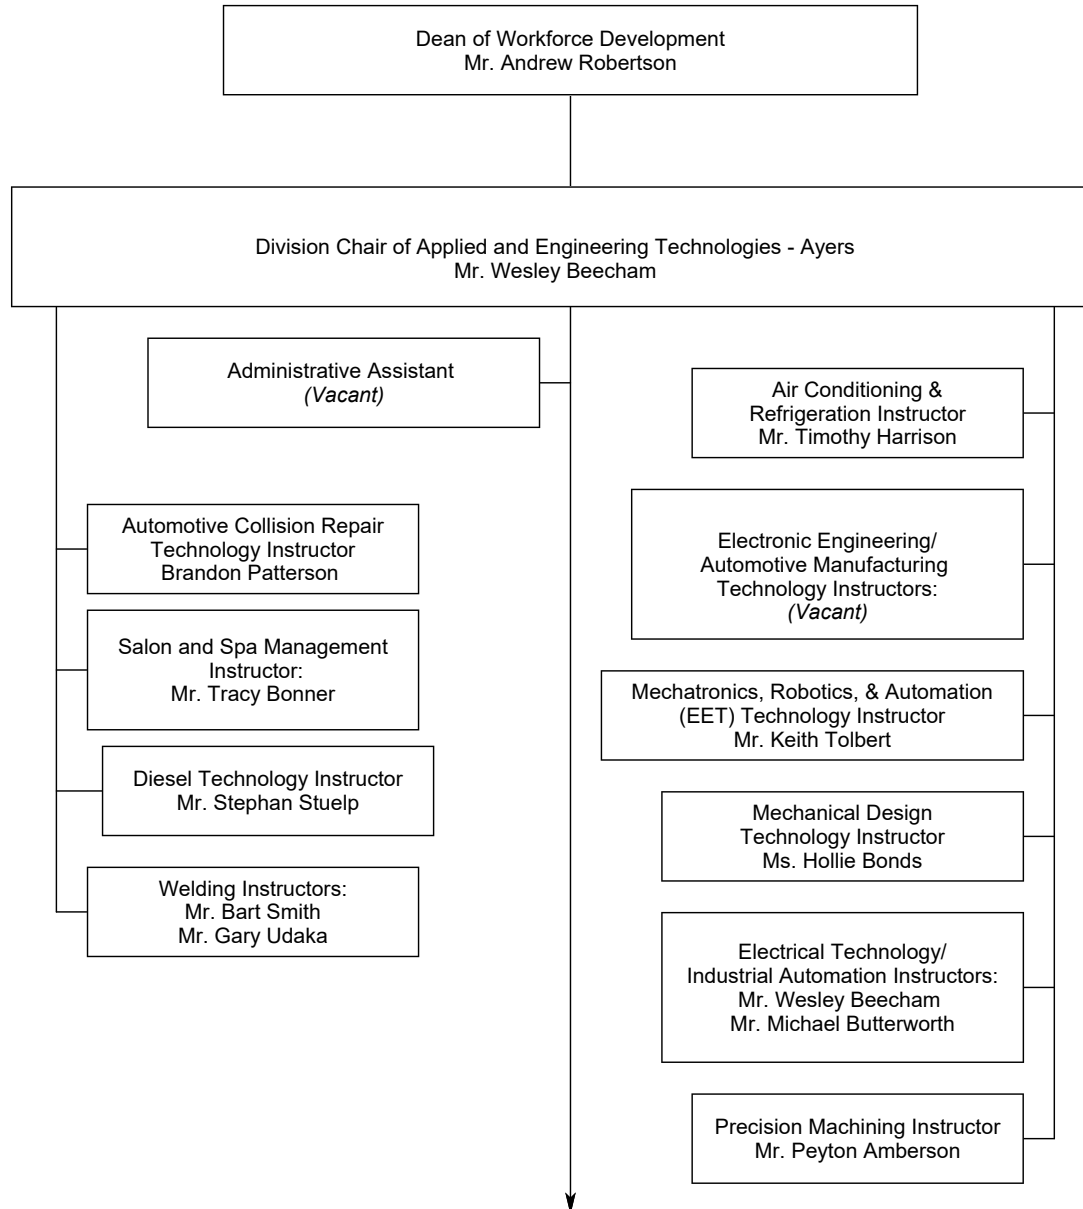 Dean of Workforce Development
Mr. Andrew Robertson
Division Chair of Applied and Engineering Technologies - Ayers
Mr. Wesley Beecham
Administrative Assistant
(Vacant)
Automotive Collision Repair
Technology Instructor
Brandon Patterson
Salon and Spa Management
Instructor:
Mr. Tracy Bonner
Diesel Technology Instructor
Mr. Stephan Stuelp
Welding Instructors:
Mr. Bart Smith
Mr. Gary Udaka
Air Conditioning &
Refrigeration Instructor
Mr. Timothy Harrison
Electronic Engineering/
Automotive Manufacturing
Technology Instructors:
(Vacant)
Mechatronics, Robotics, & Automation
(EET) Technology Instructor
Mr. Keith Tolbert
Mechanical Design
Technology Instructor
Ms. Hollie Bonds
Electrical Technology/
Industrial Automation Instructors:
Mr. Wesley Beecham
Mr. Michael Butterworth
Precision Machining Instructor
Mr. Peyton Amberson